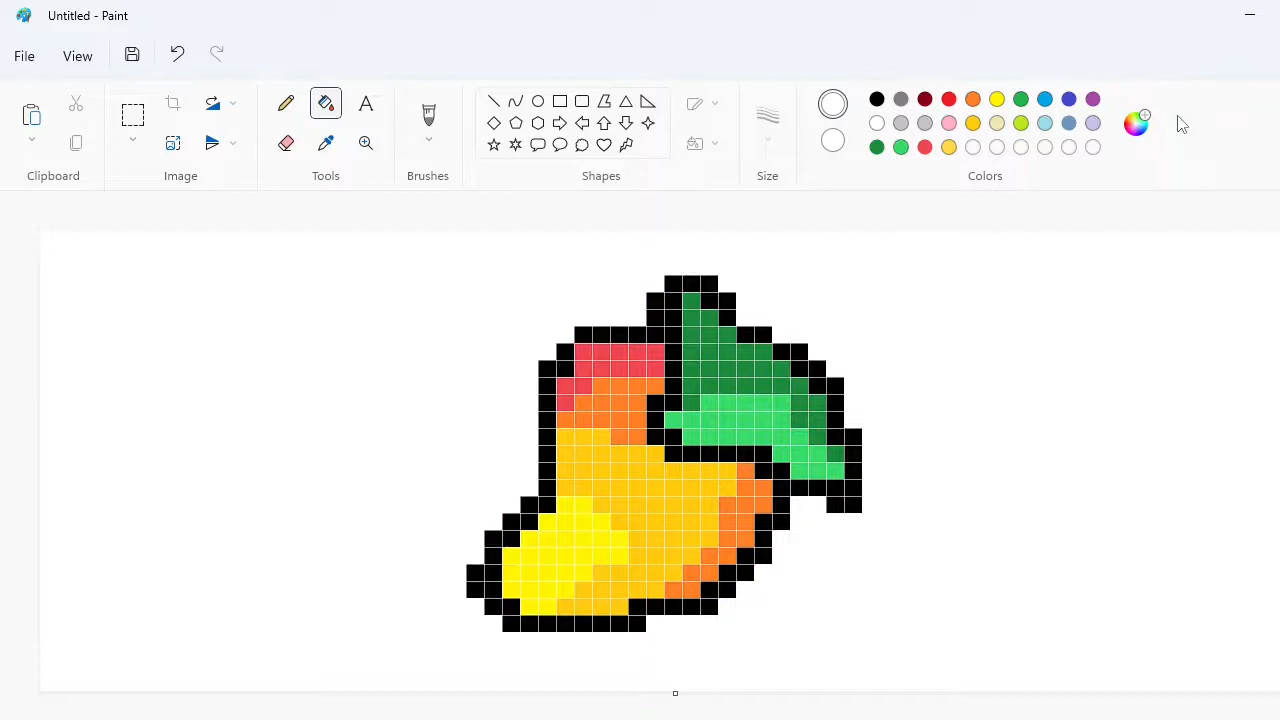 Untitled - Paint
File View
A
Clipboard Image Tools Brushes Shapes Size Colors